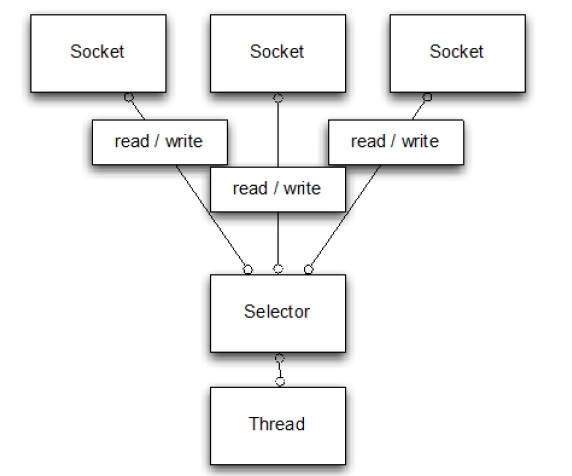 Socket
Socket
Socket
read / write
read / write
read / write
Selector
Thread